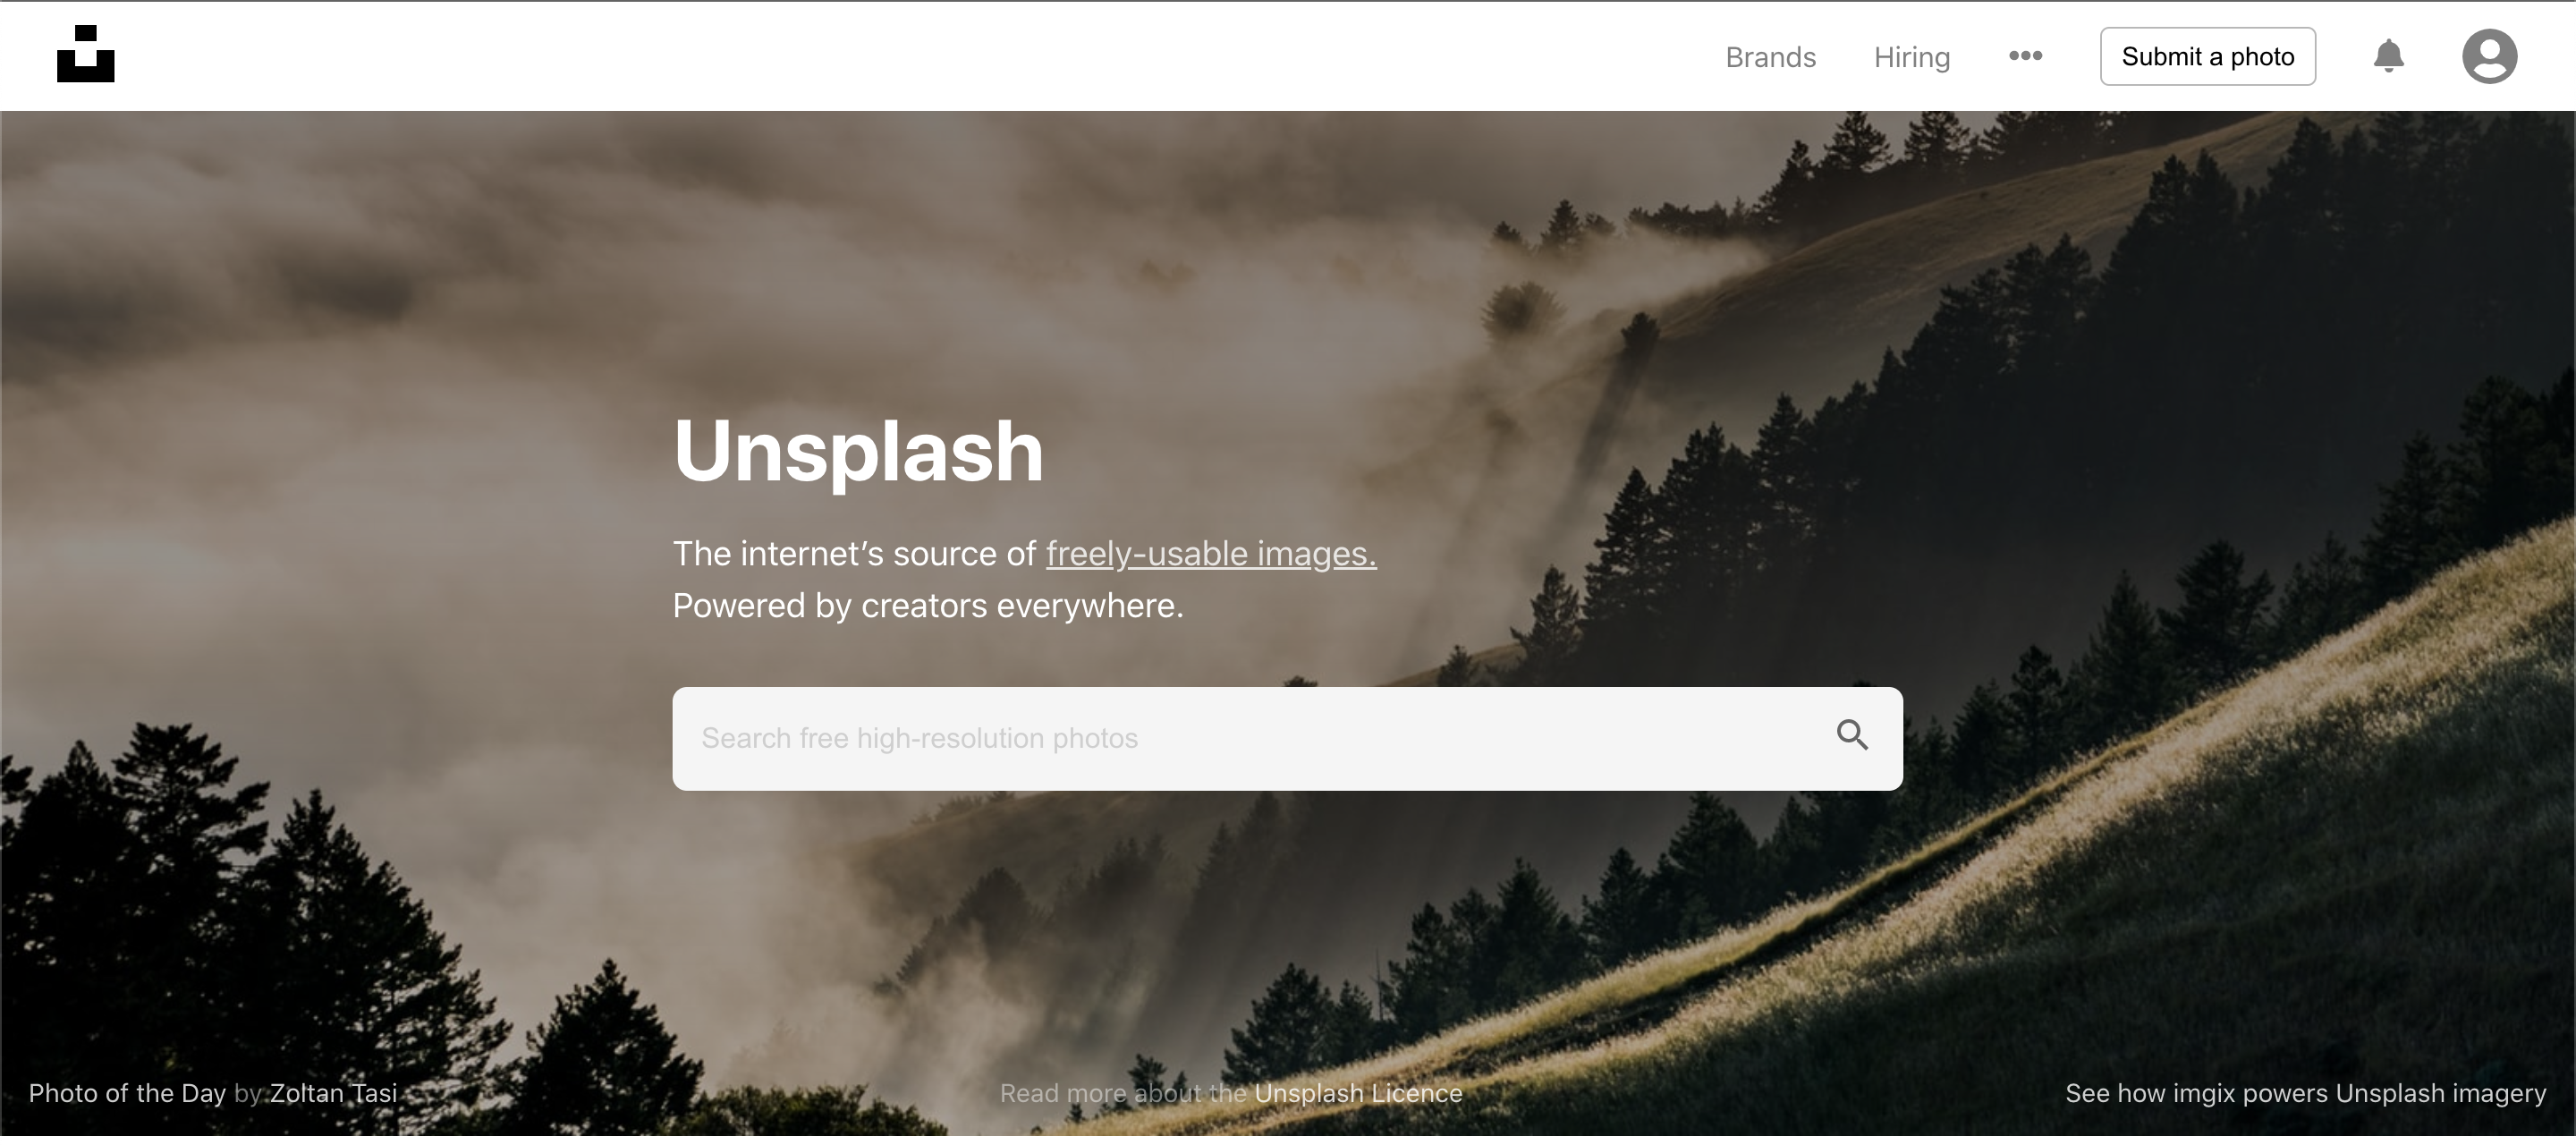 Brands Hiring ••• Submit a photo
Unsplash
The internet’s source of freely-usable images.
Powered by creators everywhere.
Search free high-resolution photos
Photo of the Day by Zoltan Tasi
Read more about the Unsplash Licence
See how imgix powers Unsplash imagery